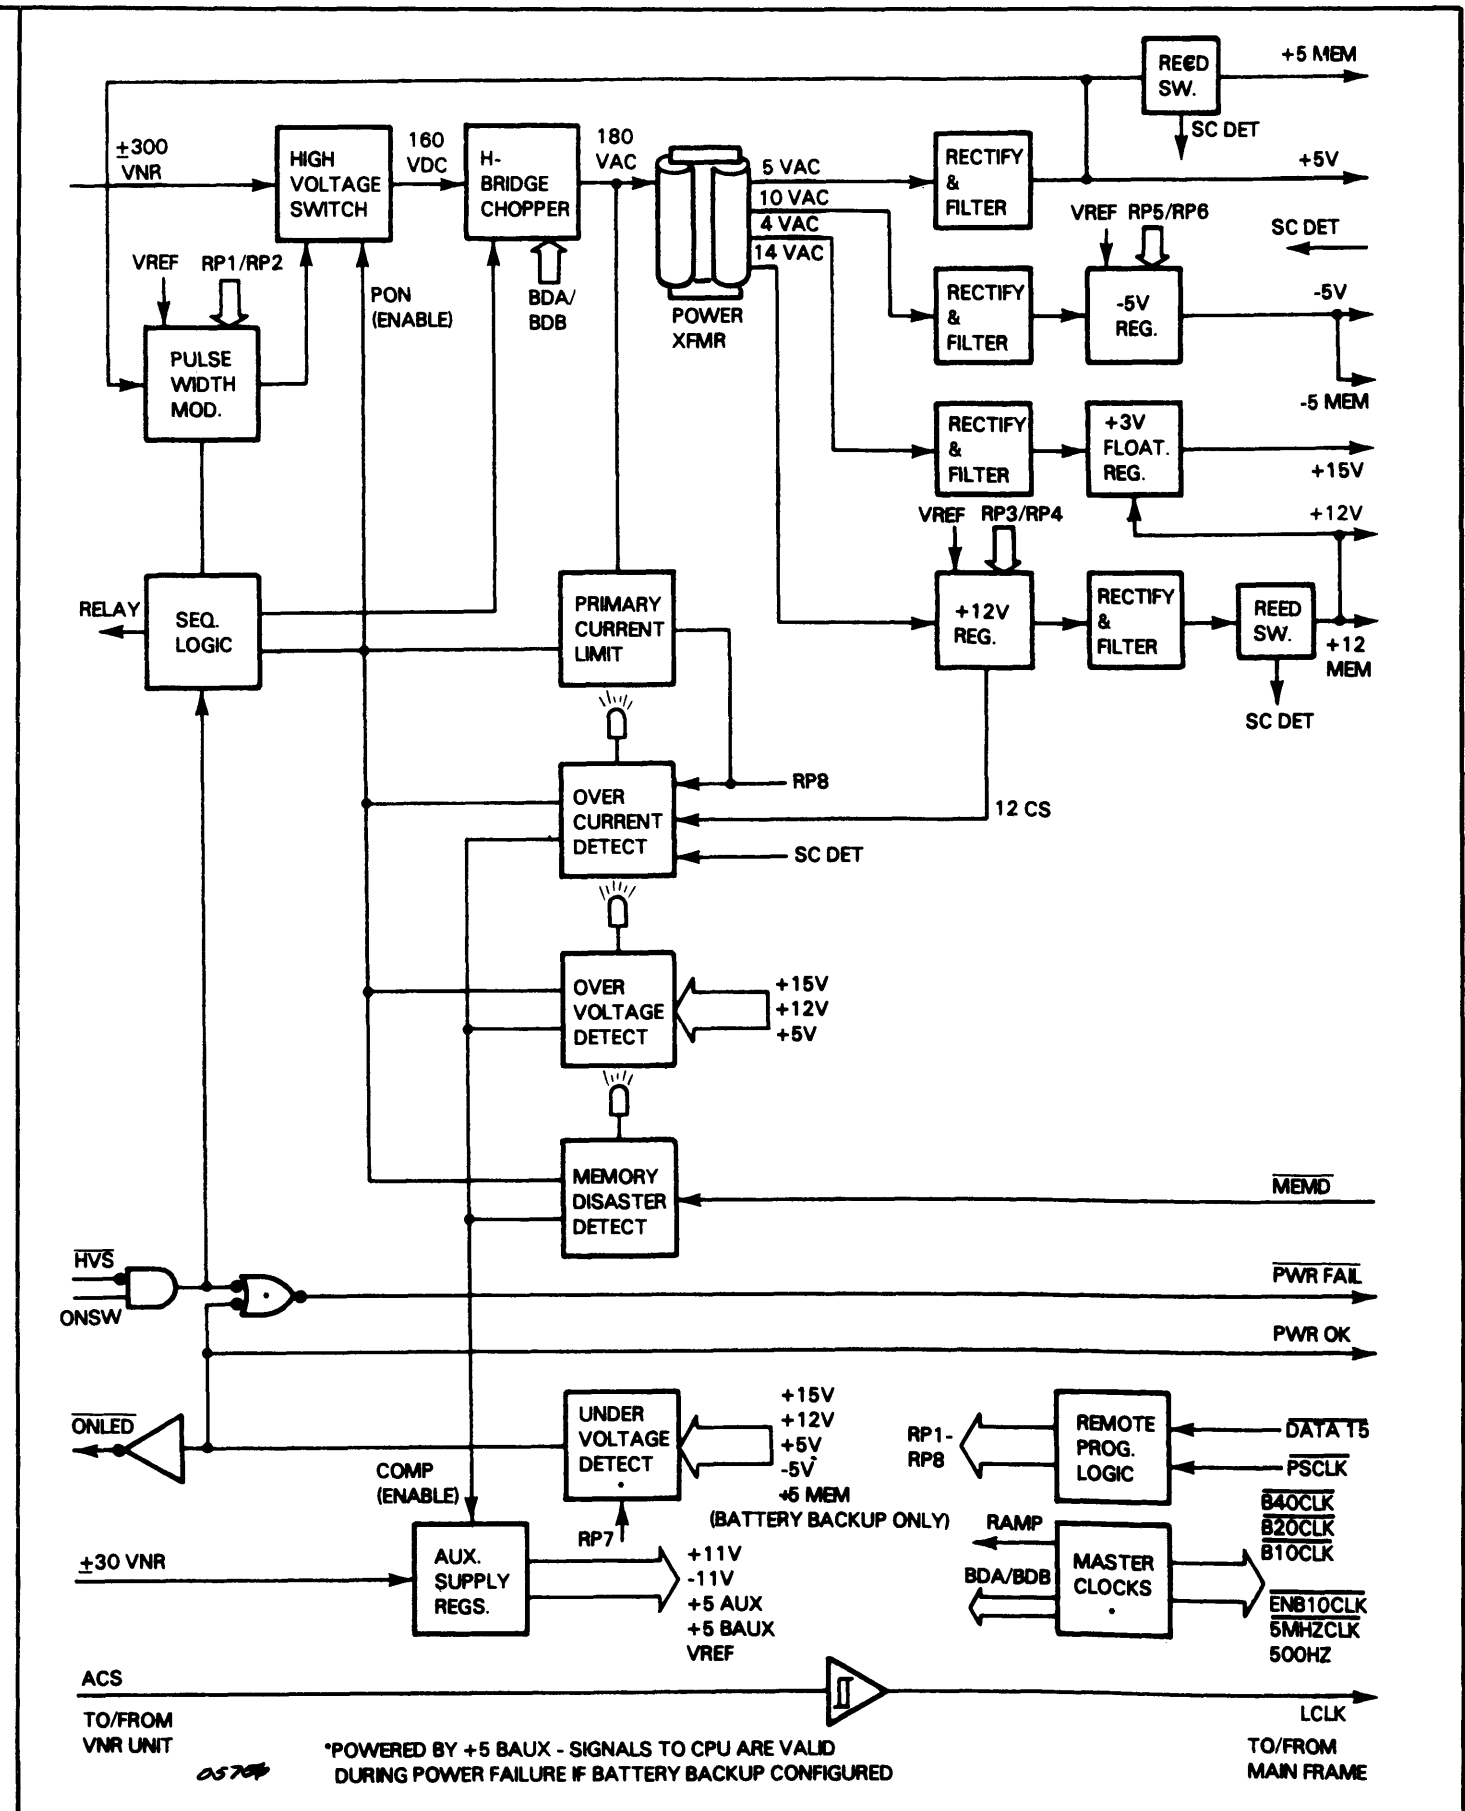 REED
SW.
+5 MEM
SC DET
±300
VNR
HIGH
VOLTAGE
SWITCH
160
VDC
H-
BRIDGE
CHOPPER
180
VAC
5 VAC
10 VAC
4 VAC
14 VAC
POWER
XFMR
RECTIFY
&
FILTER
+5V
VREF RP5/RP6
SC DET
VREF RP1/RP2
PON
(ENABLE)
BDA/
BDB
RECTIFY
&
FILTER
-5V
REG.
-5V
-5 MEM
PULSE
WIDTH
MOD.
RECTIFY
&
FILTER
+3V
FLOAT.
REG.
+15V
+12V
VREF RP3/RP4
RELAY
SEQ.
LOGIC
PRIMARY
CURRENT
LIMIT
+12V
REG.
RECTIFY
&
FILTER
REED
SW.
+12
MEM
SC DET
OVER
CURRENT
DETECT
RP8
12 CS
SC DET
OVER
VOLTAGE
DETECT
+15V
+12V
+5V
MEMORY
DISASTER
DETECT
MEMD
HVS
ONSW
PWR FAIL
PWR OK
ONLED
UNDER
VOLTAGE
DETECT
*
+15V
+12V
+5V
-5V
+5 MEM
(BATTERY BACKUP ONLY)
RP7
RP1-
RP8
REMOTE
PROG.
LOGIC
DATA 15
PSCLK
COMP
(ENABLE)
±30 VNR
AUX.
SUPPLY
REGS.
+11V
-11V
+5 AUX
+5 BAUX
VREF
RAMP
BDA/BDB
MASTER
CLOCKS
*
B40CLK
B20CLK
B10CLK
ENB10CLK
5MHZCLK
500HZ
ACS
LCLK
TO/FROM
VNR UNIT
TO/FROM
MAIN FRAME
*POWERED BY +5 BAUX - SIGNALS TO CPU ARE VALID
DURING POWER FAILURE IF BATTERY BACKUP CONFIGURED